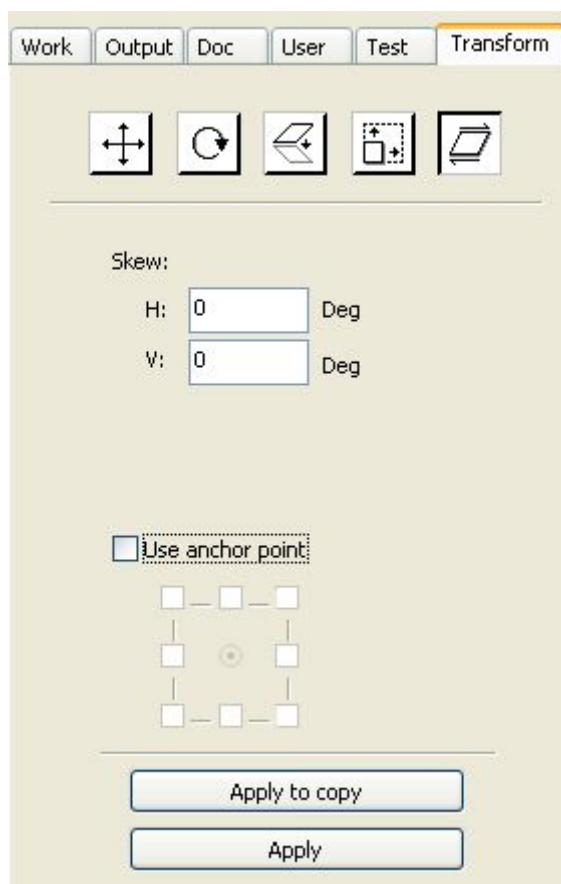 Work Output Doc User Test Transform
Skew:
H: 0 Deg
V: 0 Deg
Use anchor point
Apply to copy
Apply